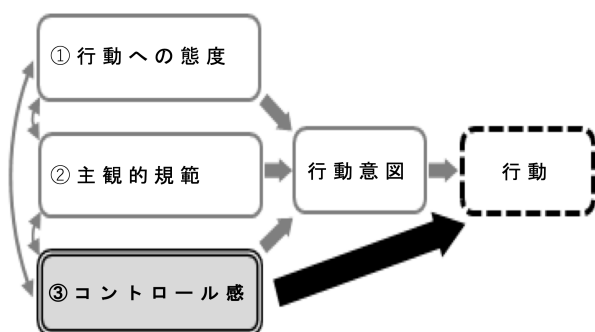 ①行動への態度
②主観的規範
行動意図
行動
③コントロール感